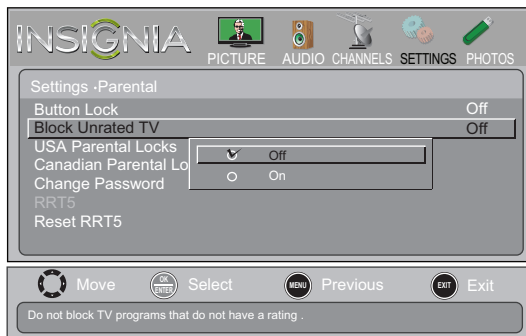 INSIGNIA
PICTURE AUDIO CHANNELS SETTINGS PHOTOS
Settings ·Parental
Button Lock Off
Block Unrated TV Off
USA Parental Locks
Canadian Parental Lo
Change Password
RRT5
Reset RRT5
Off
On
Move OK ENTER Select MENU Previous EXIT Exit
Do not block TV programs that do not have a rating .